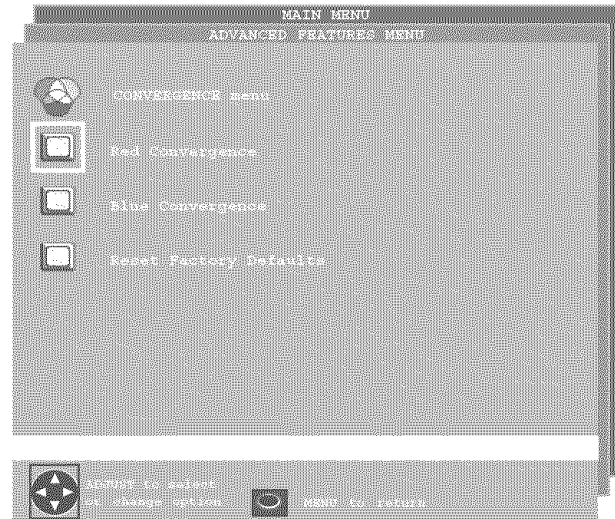 MAIN MENU
ADVANCED FEATURES MENU
CONVERGENCE menu
Red Convergence
Blue Convergence
Reset Factory Defaults
ADJUST to select
or change option
MENU to return